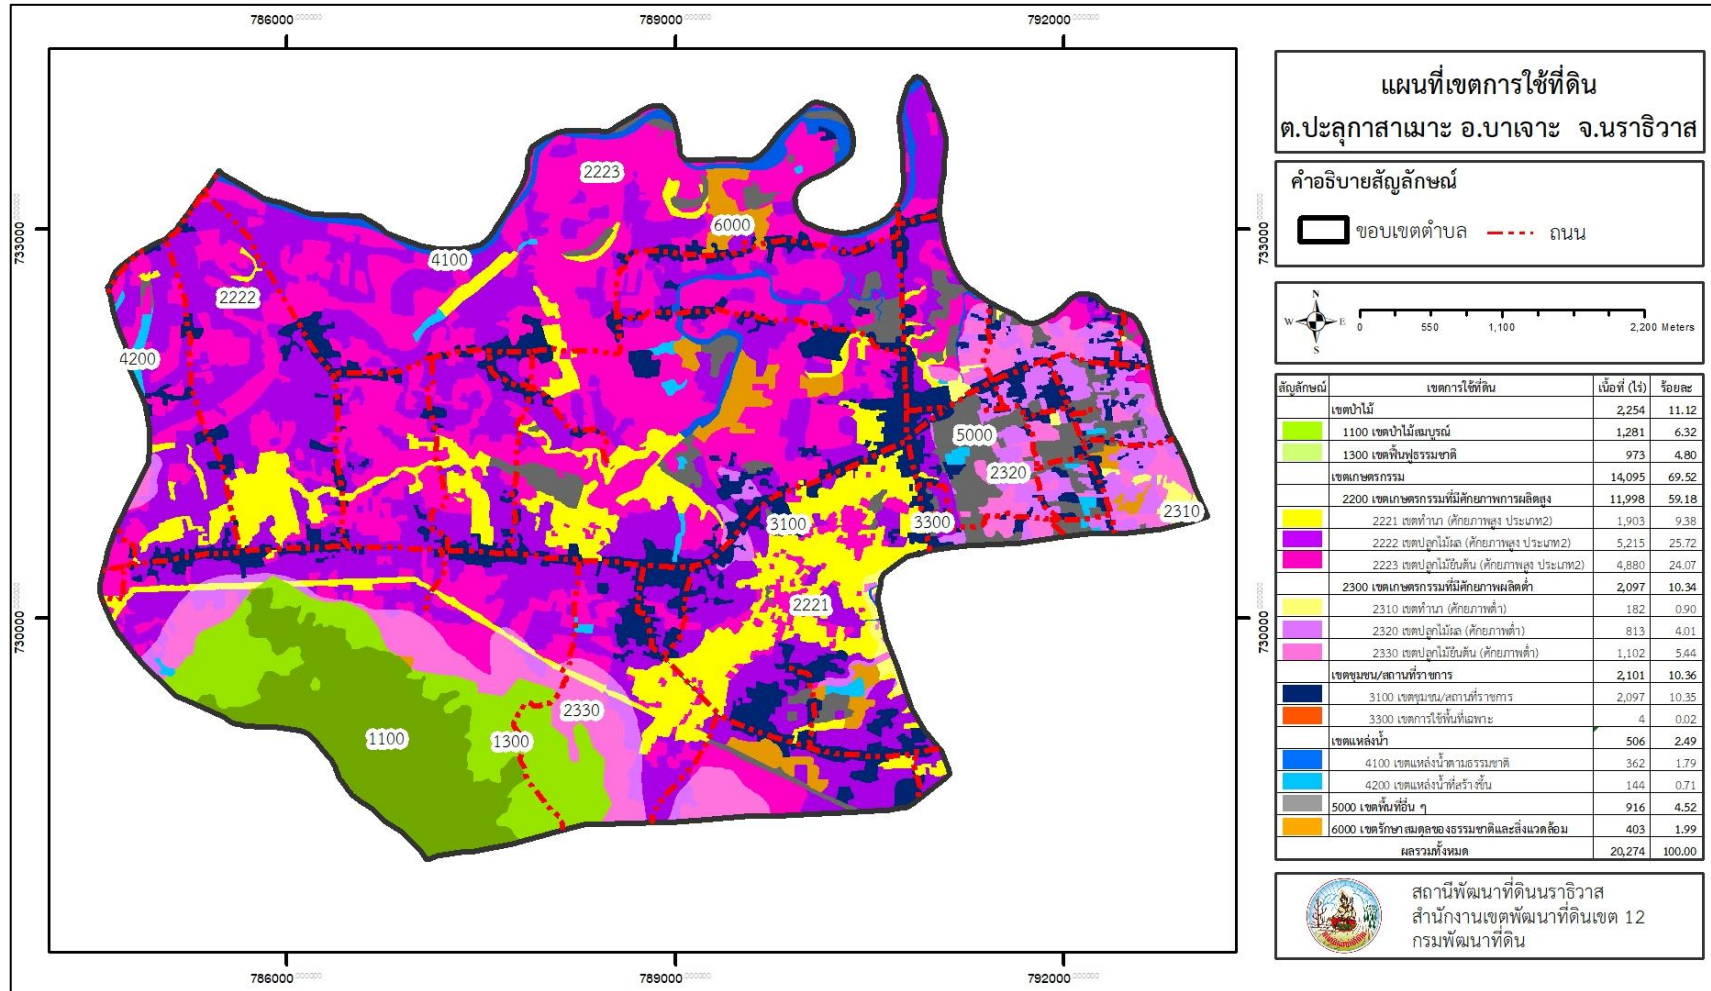 786000
789000
792000
733000
730000
733000
730000
786000
789000
792000
2223
6000
4100
2222
4200
5000
2320
2310
3100
3300
2221
2330
1100
1300
แผนที่เขตการใช้ที่ดิน
ต.ปะลุกาสาเมาะ อ.บาเจาะ จ.นราธิวาส
คำอธิบายสัญลักษณ์
ขอบเขตตำบล ถนน
N
W E
S
0 550 1,100 2,200 Meters
สัญลักษณ์ เขตการใช้ที่ดิน เนื้อที่ (ไร่) ร้อยละ
เขตป่าไม้ 2,254 11.12
1100 เขตป่าไม้สมบูรณ์ 1,281 6.32
1300 เขตฟื้นฟูธรรมชาติ 973 4.80
เขตเกษตรกรรม 14,095 69.52
2200 เขตเกษตรกรรมที่มีศักยภาพการผลิตสูง 11,998 59.18
2221 เขตทำนา (ศักยภาพสูง ประเภท2) 1,903 9.38
2222 เขตปลูกไม้ผล (ศักยภาพสูง ประเภท2) 5,215 25.72
2223 เขตปลูกไม้ยืนต้น (ศักยภาพสูง ประเภท2) 4,880 24.07
2300 เขตเกษตรกรรมที่มีศักยภาพผลิตต่ำ 2,097 10.34
2310 เขตทำนา (ศักยภาพต่ำ) 182 0.90
2320 เขตปลูกไม้ผล (ศักยภาพต่ำ) 813 4.01
2330 เขตปลูกไม้ยืนต้น (ศักยภาพต่ำ) 1,102 5.44
เขตชุมชน/สถานที่ราชการ 2,101 10.36
3100 เขตชุมชน/สถานที่ราชการ 2,097 10.35
3300 เขตการใช้พื้นที่เฉพาะ 4 0.02
เขตแหล่งน้ำ 506 2.49
4100 เขตแหล่งน้ำตามธรรมชาติ 362 1.79
4200 เขตแหล่งน้ำที่สร้างขึ้น 144 0.71
5000 เขตพื้นที่อื่น ๆ 916 4.52
6000 เขตรักษาสมดุลของธรรมชาติและสิ่งแวดล้อม 403 1.99
ผลรวมทั้งหมด 20,274 100.00
สถานีพัฒนาที่ดินนราธิวาส
สำนักงานเขตพัฒนาที่ดินเขต 12
กรมพัฒนาที่ดิน